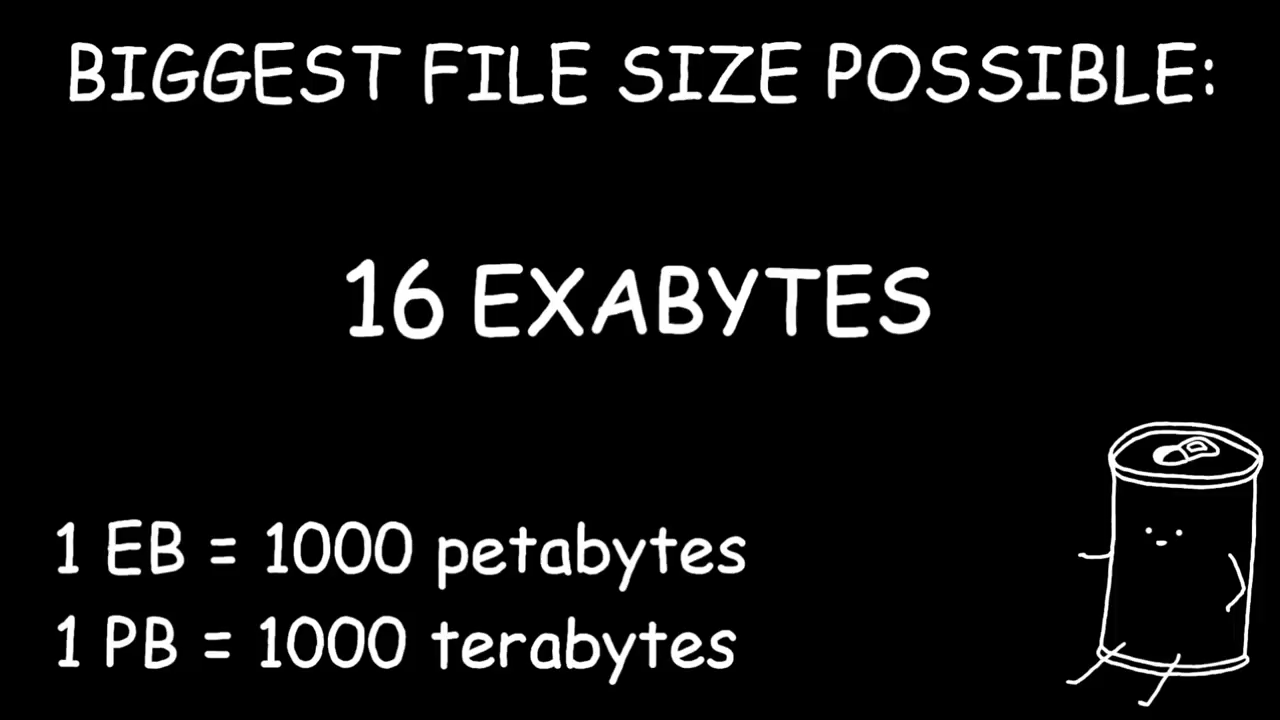 BIGGEST FILE SIZE POSSIBLE:
16 EXABYTES
1 EB = 1000 petabytes
1 PB = 1000 terabytes